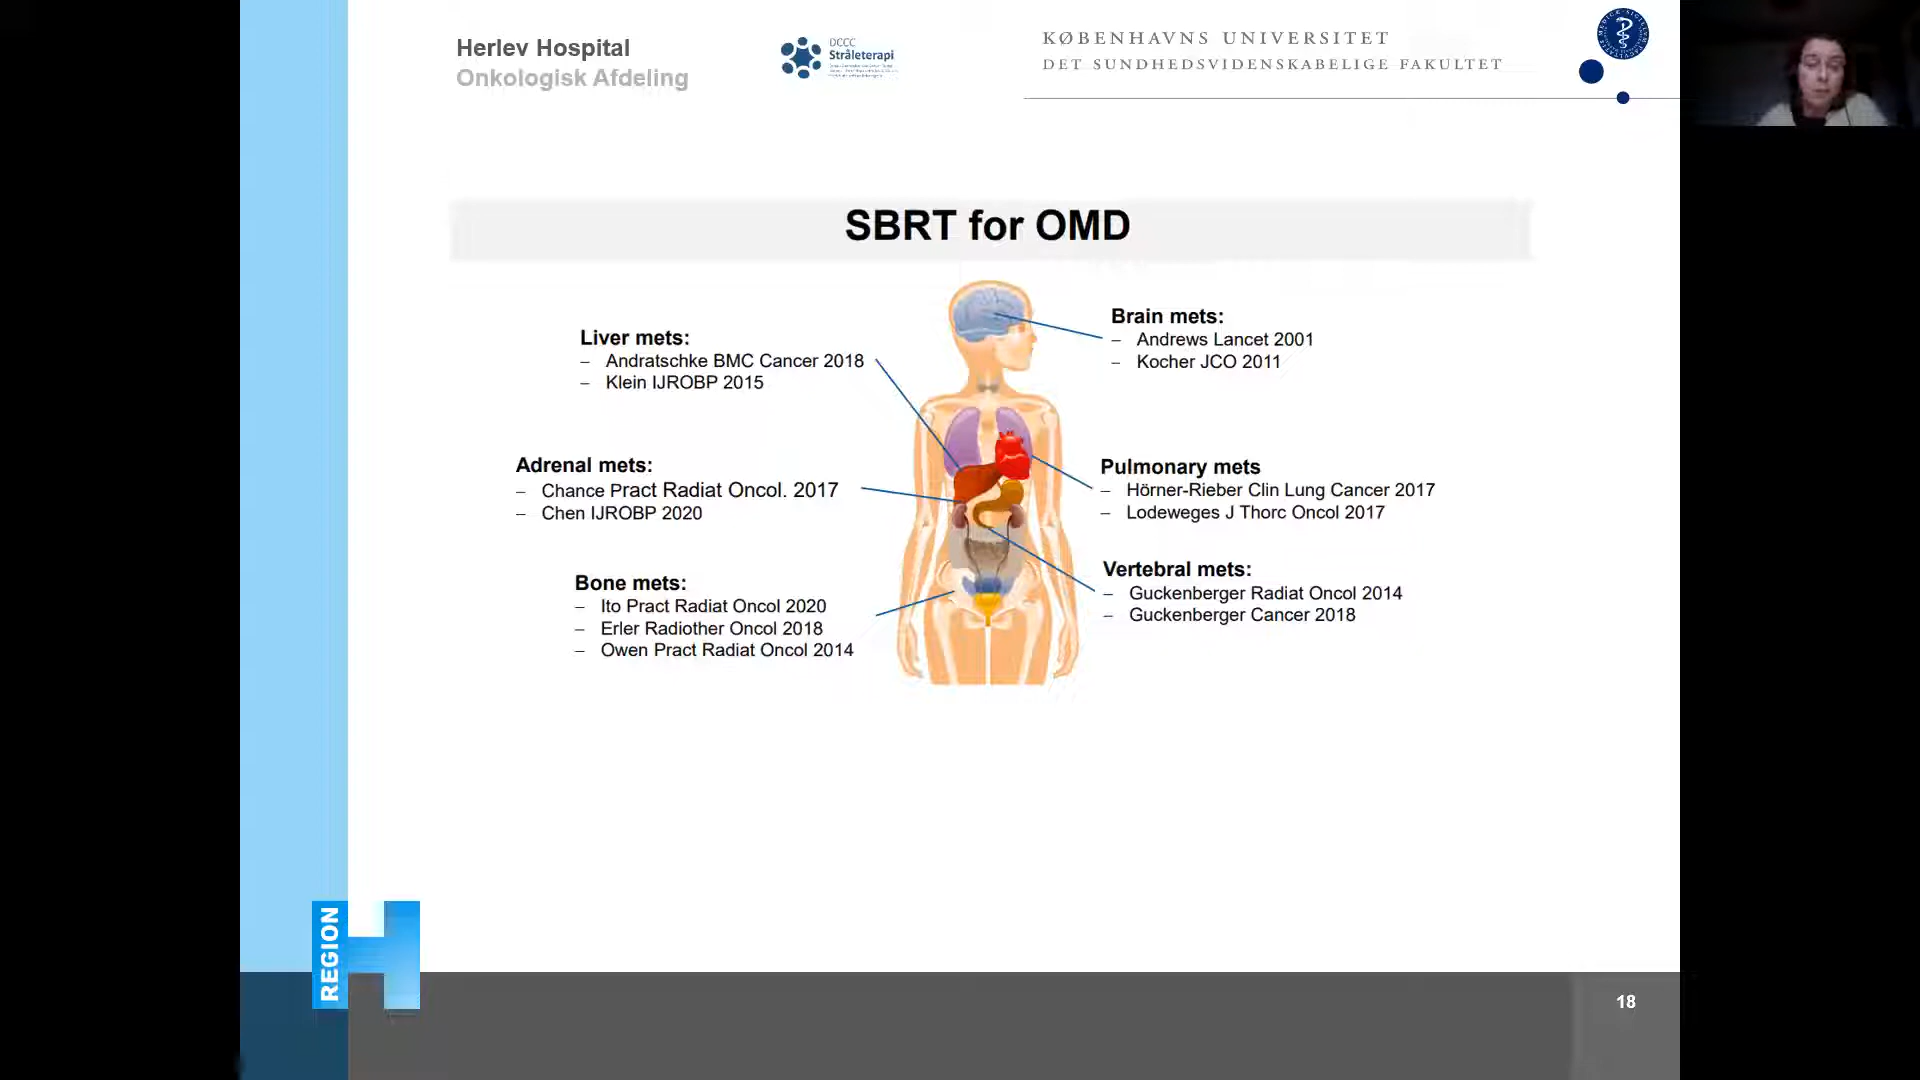 Herlev Hospital
Onkologisk Afdeling
DCCC
Stråleterapi
KØBENHAVNS UNIVERSITET
DET SUNDHEDSVIDENSKABELIGE FAKULTET
SBRT for OMD
Liver mets:
– Andratschke BMC Cancer 2018
– Klein IJROBP 2015
Adrenal mets:
– Chance Pract Radiat Oncol. 2017
– Chen IJROBP 2020
Bone mets:
– Ito Pract Radiat Oncol 2020
– Erler Radiother Oncol 2018
– Owen Pract Radiat Oncol 2014
Brain mets:
– Andrews Lancet 2001
– Kocher JCO 2011
Pulmonary mets
– Hörner-Rieber Clin Lung Cancer 2017
– Lodeweges J Thorc Oncol 2017
Vertebral mets:
– Guckenberger Radiat Oncol 2014
– Guckenberger Cancer 2018
REGION
18